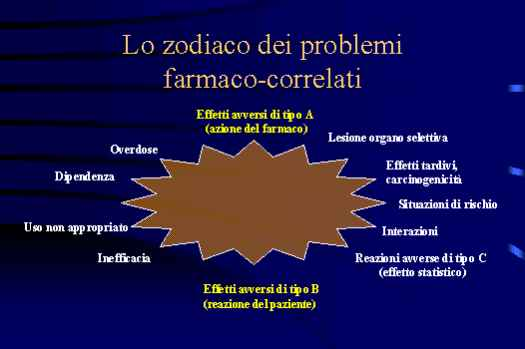 Lo zodiaco dei problemi
farmaco-correlati
Effetti avversi di tipo A
(azione del farmaco)
Lesione organo selettiva
Overdose
Effetti tardivi,
carcinogenicità
Dipendenza
Situazioni di rischio
Uso non appropriato
Interazioni
Inefficacia
Reazioni avverse di tipo C
(effetto statistico)
Effetti avversi di tipo B
(reazione del paziente)